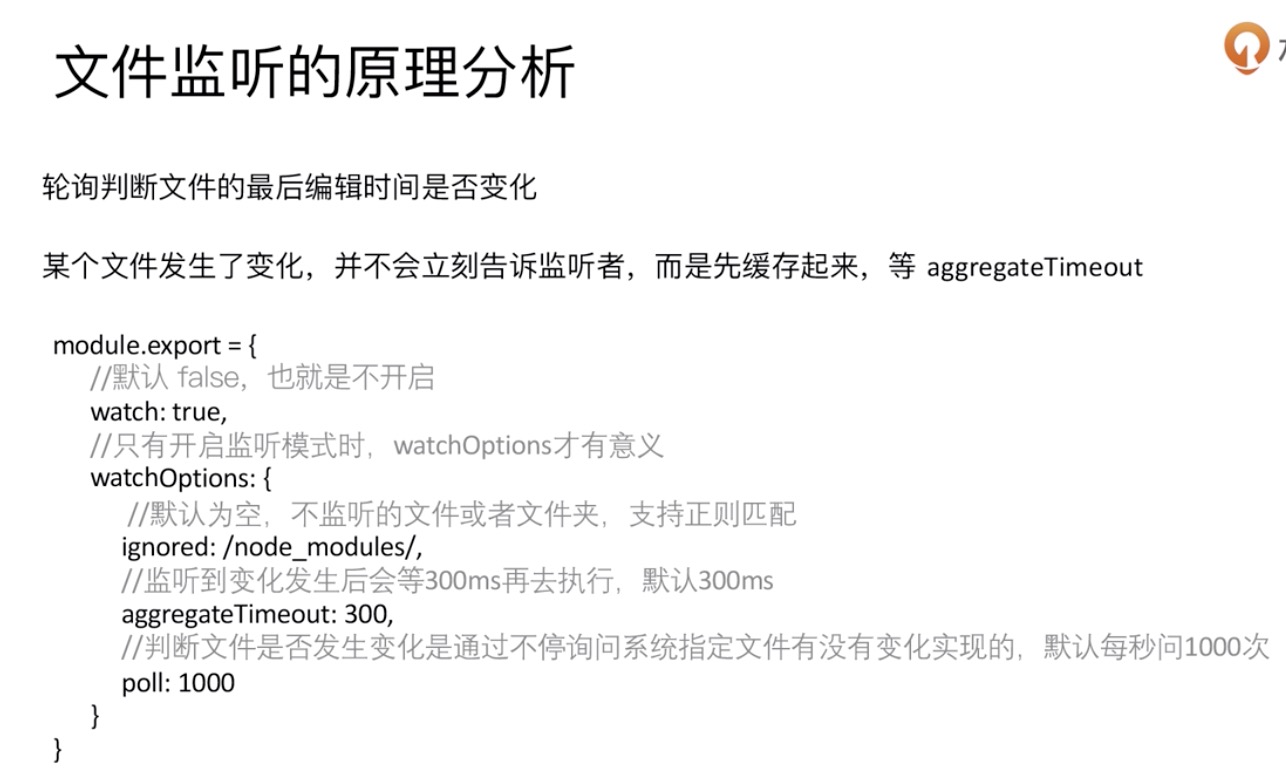 文件监听的原理分析
轮询判断文件的最后编辑时间是否变化
某个文件发生了变化，并不会立刻告诉监听者，而是先缓存起来，等 aggregateTimeout
module.export = {
//默认 false，也就是不开启
watch: true,
//只有开启监听模式时，watchOptions才有意义
watchOptions: {
//默认为空，不监听的文件或者文件夹，支持正则匹配
ignored: /node_modules/,
//监听到变化发生后会等300ms再去执行，默认300ms
aggregateTimeout: 300,
//判断文件是否发生变化是通过不停询问系统指定文件有没有变化实现的，默认每秒问1000次
poll: 1000
}
}